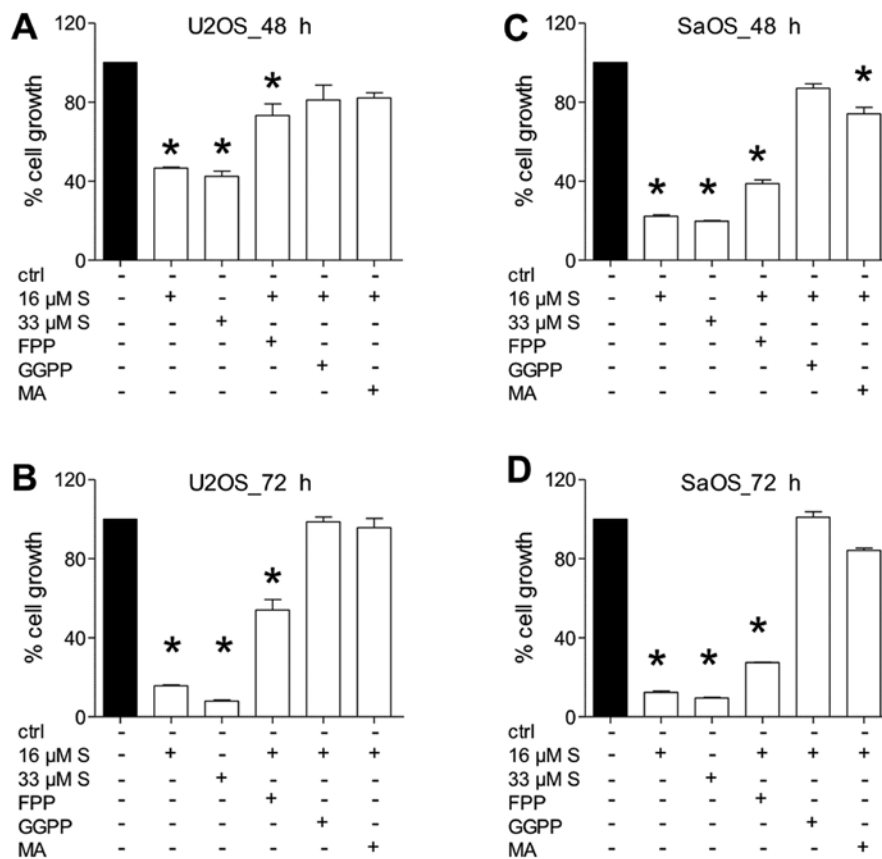 A
U2OS_48 h
% cell growth
120
80
40
0
* * *
ctrl - - - - - -
16 µM S - + - + + +
33 µM S - - + - - -
FPP - - - + - -
GGPP - - - - + -
MA - - - - - +
C
SaOS_48 h
% cell growth
120
80
40
0
* * * *
ctrl - - - - - -
16 µM S - + - + + +
33 µM S - - + - - -
FPP - - - + - -
GGPP - - - - + -
MA - - - - - +
B
U2OS_72 h
% cell growth
120
80
40
0
* * *
ctrl - - - - - -
16 µM S - + - + + +
33 µM S - - + - - -
FPP - - - + - -
GGPP - - - - + -
MA - - - - - +
D
SaOS_72 h
% cell growth
120
80
40
0
* * *
ctrl - - - - - -
16 µM S - + - + + +
33 µM S - - + - - -
FPP - - - + - -
GGPP - - - - + -
MA - - - - - +